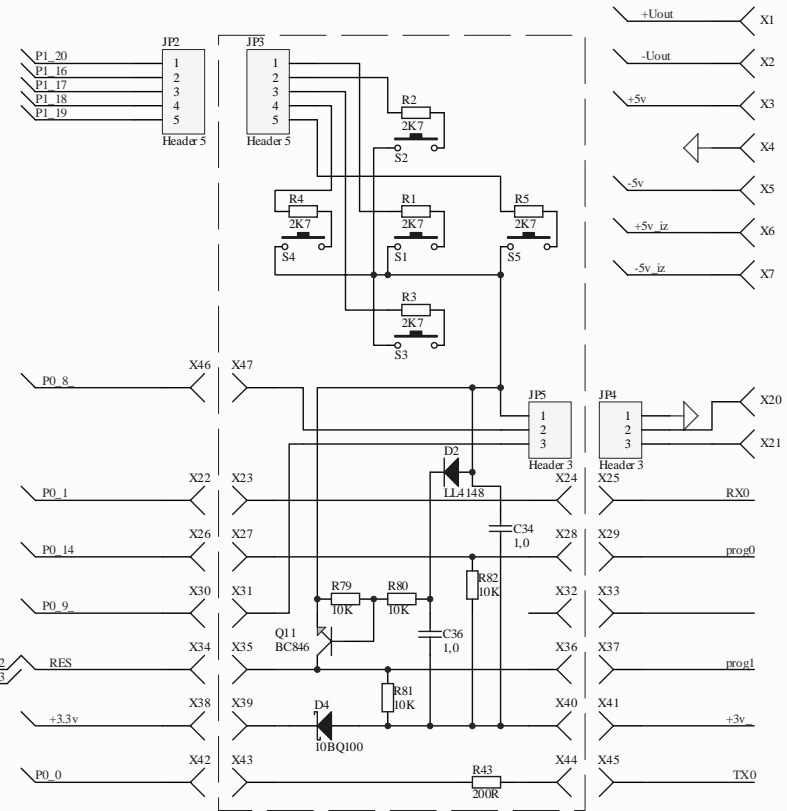 +Uout X1
-Uout X2
+5v X3
X4
-5v X5
+5v_iz X6
-5v_iz X7
JP2 JP3
P1_20 1 1
P1_16 2 2
P1_17 3 3
P1_18 4 4
P1_19 5 5
Header 5 Header 5
R2
2K7
S2
R4 R1 R5
2K7 2K7 2K7
S4 S1 S5
R3
2K7
S3
P0_8_ X46 X47
JP5 JP4
1 1 X20
2 2
3 3 X21
Header 3 Header 3
D2
LL4148
P0_1 X22 X23 X24 X25 RX0
C34
1,0
P0_14 X26 X27 X28 X29 prog0
R79 R80 R82
10K 10K 10K
P0_9_ X30 X31 X32 X33
Q11
BC846
C36
1,0
2
3
RES X34 X35 X36 X37 prog1
R81
10K
+3.3v X38 X39 D4 X40 X41 +3v_
10BQ100
P0_0 X42 X43 R43 X44 X45 TX0
200R